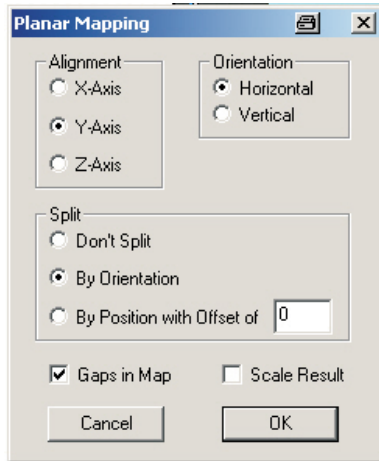 Planar Mapping
Alignment
X-Axis
Y-Axis
Z-Axis
Orientation
Horizontal
Vertical
Split
Don't Split
By Orientation
By Position with Offset of 0
Gaps in Map Scale Result
Cancel OK